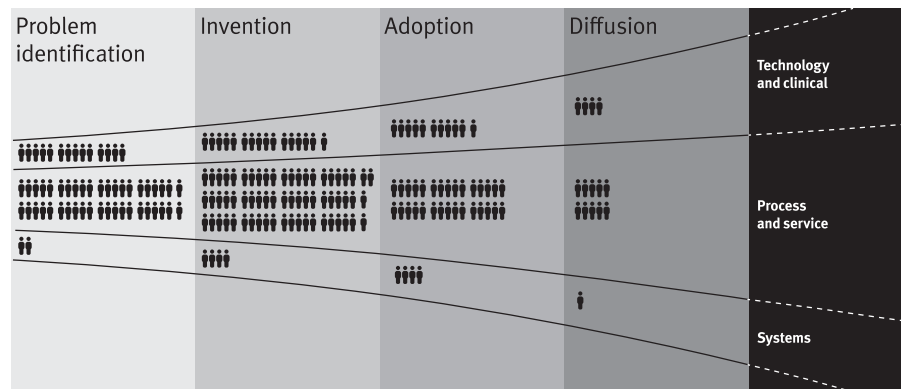 Problem
identification
Invention
Adoption
Diffusion
Technology
and clinical
Process
and service
Systems